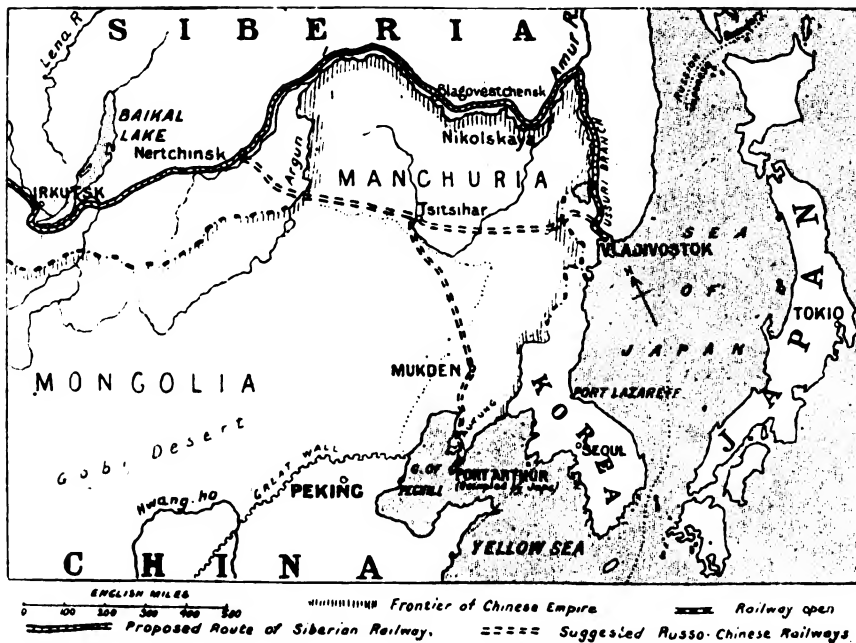 SIBERIA
Lena R
Amur R.
RUSSIAN
BAIKAL
LAKE
Blagovestchensk
Nertchinsk
Nikolskaya
Argun
USSURI BRANCH
MANCHURIA
IRKUTSK
Tsitsihar
VLADIVOSTOK
SEA
OF
JAPAN
JAPAN
TOKIO
MONGOLIA
MUKDEN
PORT LAZAREFF
KOREA
SEOUL
Gobi Desert
GREAT WALL
G. OF
PECHILI
PORT ARTHUR
Hwang-ho
PEKING
YELLOW SEA
CHINA
ENGLISH MILES
0 100 200 300 400 500
Frontier of Chinese Empire
Railway open
Proposed Route of Siberian Railway.
Suggested Russo-Chinese Railways